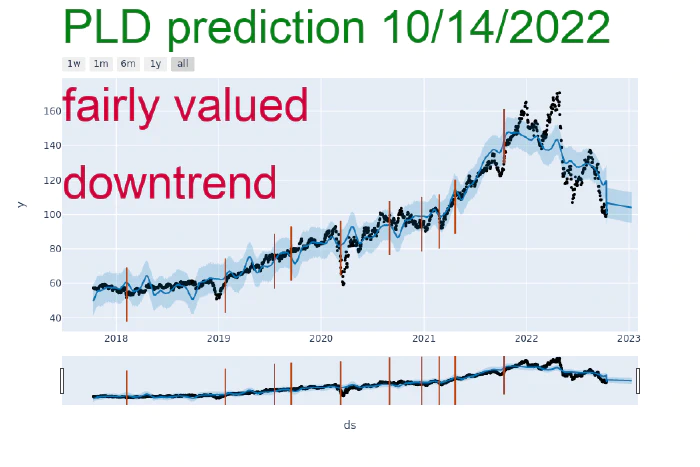 PLD prediction 10/14/2022
1w 1m 6m 1y all
fairly valued
downtrend
160
140
120
100
80
60
40
y
2018 2019 2020 2021 2022 2023
ds